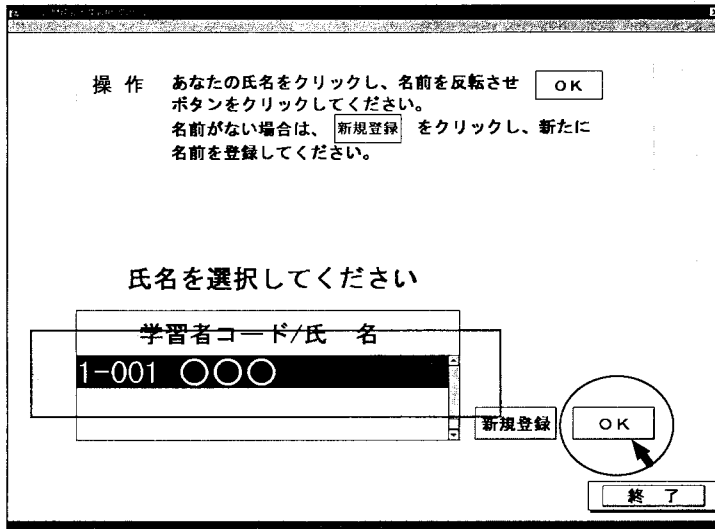 操 作 あなたの氏名をクリックし、名前を反転させ OK
ボタンをクリックしてください。
名前がない場合は、 新規登録 をクリックし、新たに
名前を登録してください。
氏名を選択してください
学習者コード/氏 名
1-001 ○○○
新規登録 OK
終 了